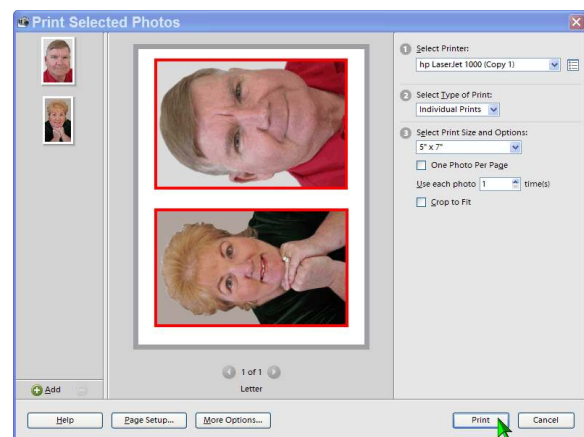 Print Selected Photos
1 Select Printer:
hp LaserJet 1000 (Copy 1)
2 Select Type of Print:
Individual Prints
3 Select Print Size and Options:
5" x 7"
One Photo Per Page
Use each photo 1 time(s)
Crop to Fit
1 of 1
Letter
Add
Help
Page Setup...
More Options...
Print
Cancel